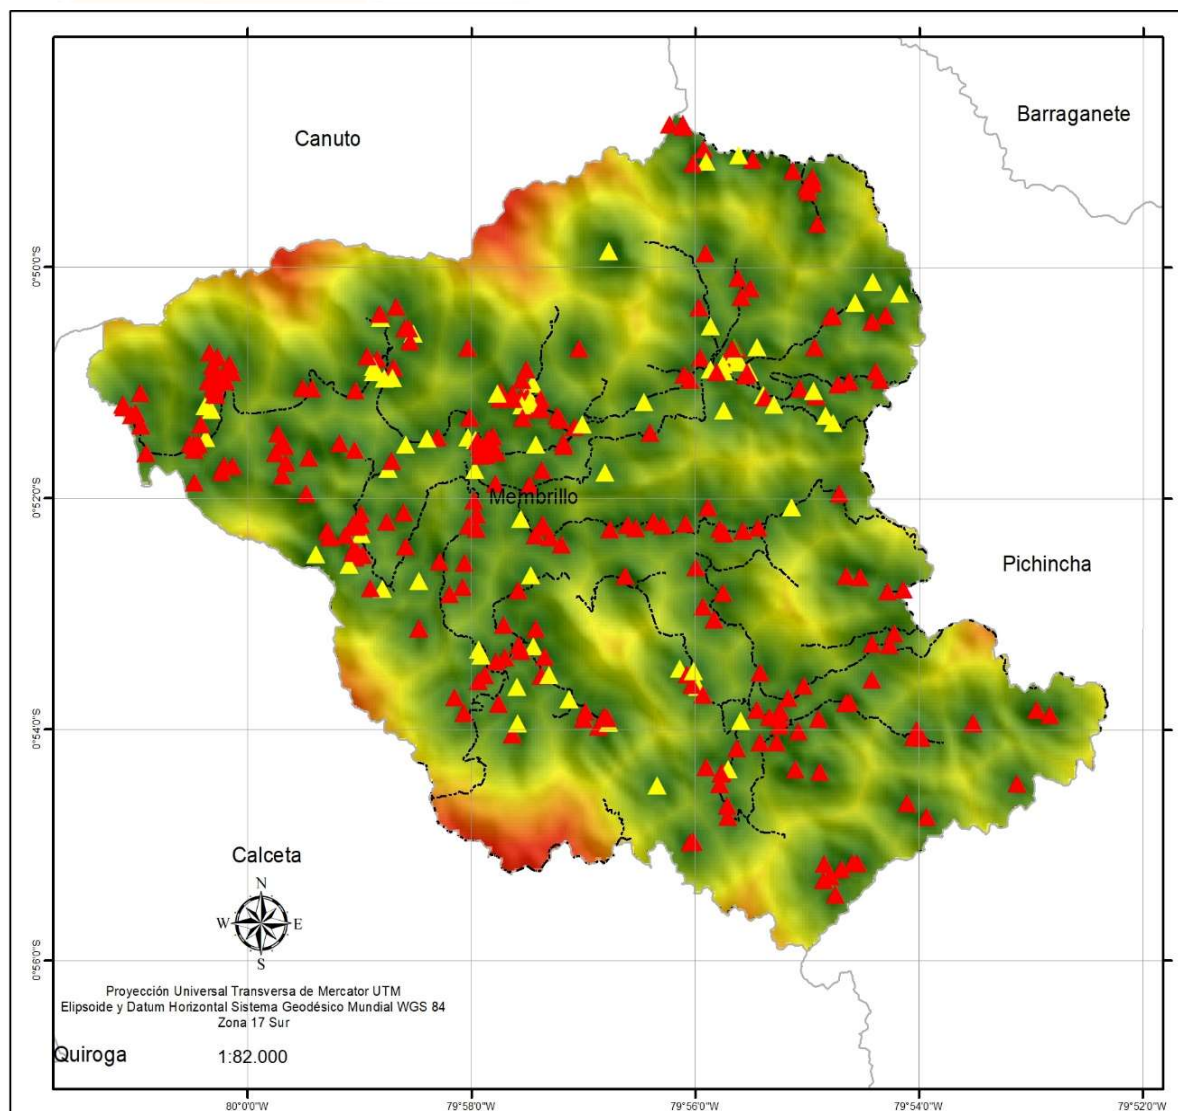 Barraganete
Canuto
0°50'0"S
Membrillo
0°52'0"S
Pichincha
0°54'0"S
Calceta
N
W
E
S
0°56'0"S
Proyección Universal Transversa de Mercator UTM
Elipsoide y Datum Horizontal Sistema Geodésico Mundial WGS 84
Zona 17 Sur
Quiroga
1:82.000
80°0'0"W
79°58'0"W
79°56'0"W
79°54'0"W
79°52'0"W